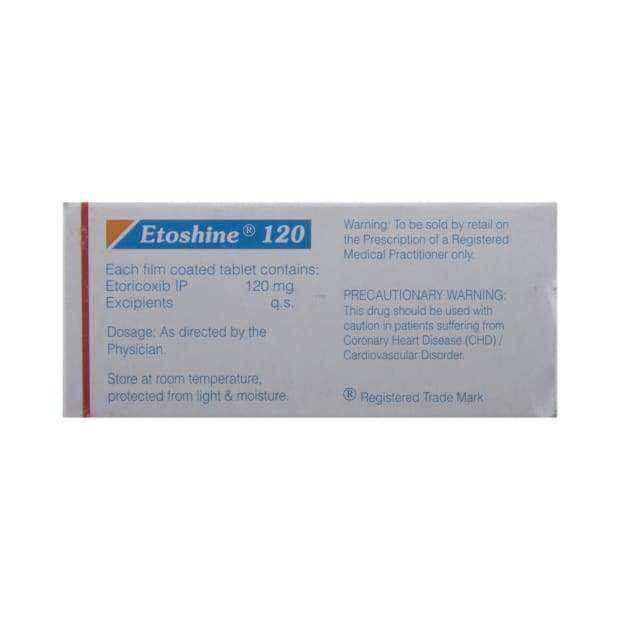 Etoshine® 120
Each film coated tablet contains:
Etoricoxib IP 120 mg
Excipients q.s.
Dosage: As directed by the
Physician.
Store at room temperature,
protected from light & moisture.
Warning: To be sold by retail on
the Prescription of a Registered
Medical Practitioner only.
PRECAUTIONARY WARNING:
This drug should be used with
caution in patients suffering from
Coronary Heart Disease (CHD) /
Cardiovascular Disorder.
® Registered Trade Mark